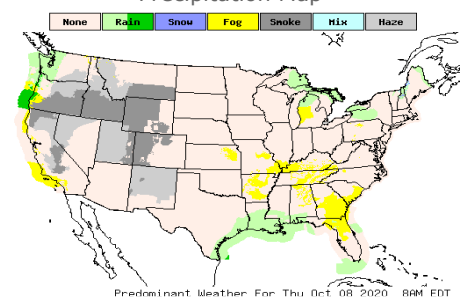 Precipitation Map
None Rain Snow Fog Smoke Mix Haze
Predominant Weather For Thu Oct 08 2020 8AM EDT